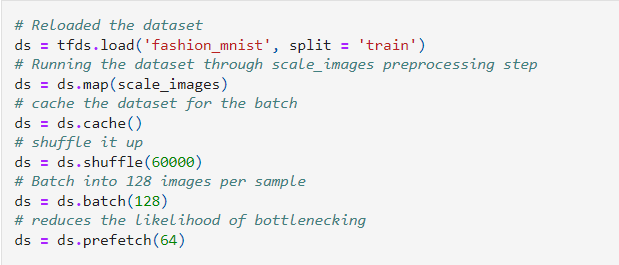 # Reloaded the dataset
ds = tfds.load('fashion_mnist', split = 'train')
# Running the dataset through scale_images preprocessing step
ds = ds.map(scale_images)
# cache the dataset for the batch
ds = ds.cache()
# shuffle it up
ds = ds.shuffle(60000)
# Batch into 128 images per sample
ds = ds.batch(128)
# reduces the likelihood of bottlenecking
ds = ds.prefetch(64)